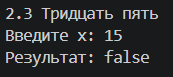 2.3 Тридцать пять
Введите x: 15
Результат: false